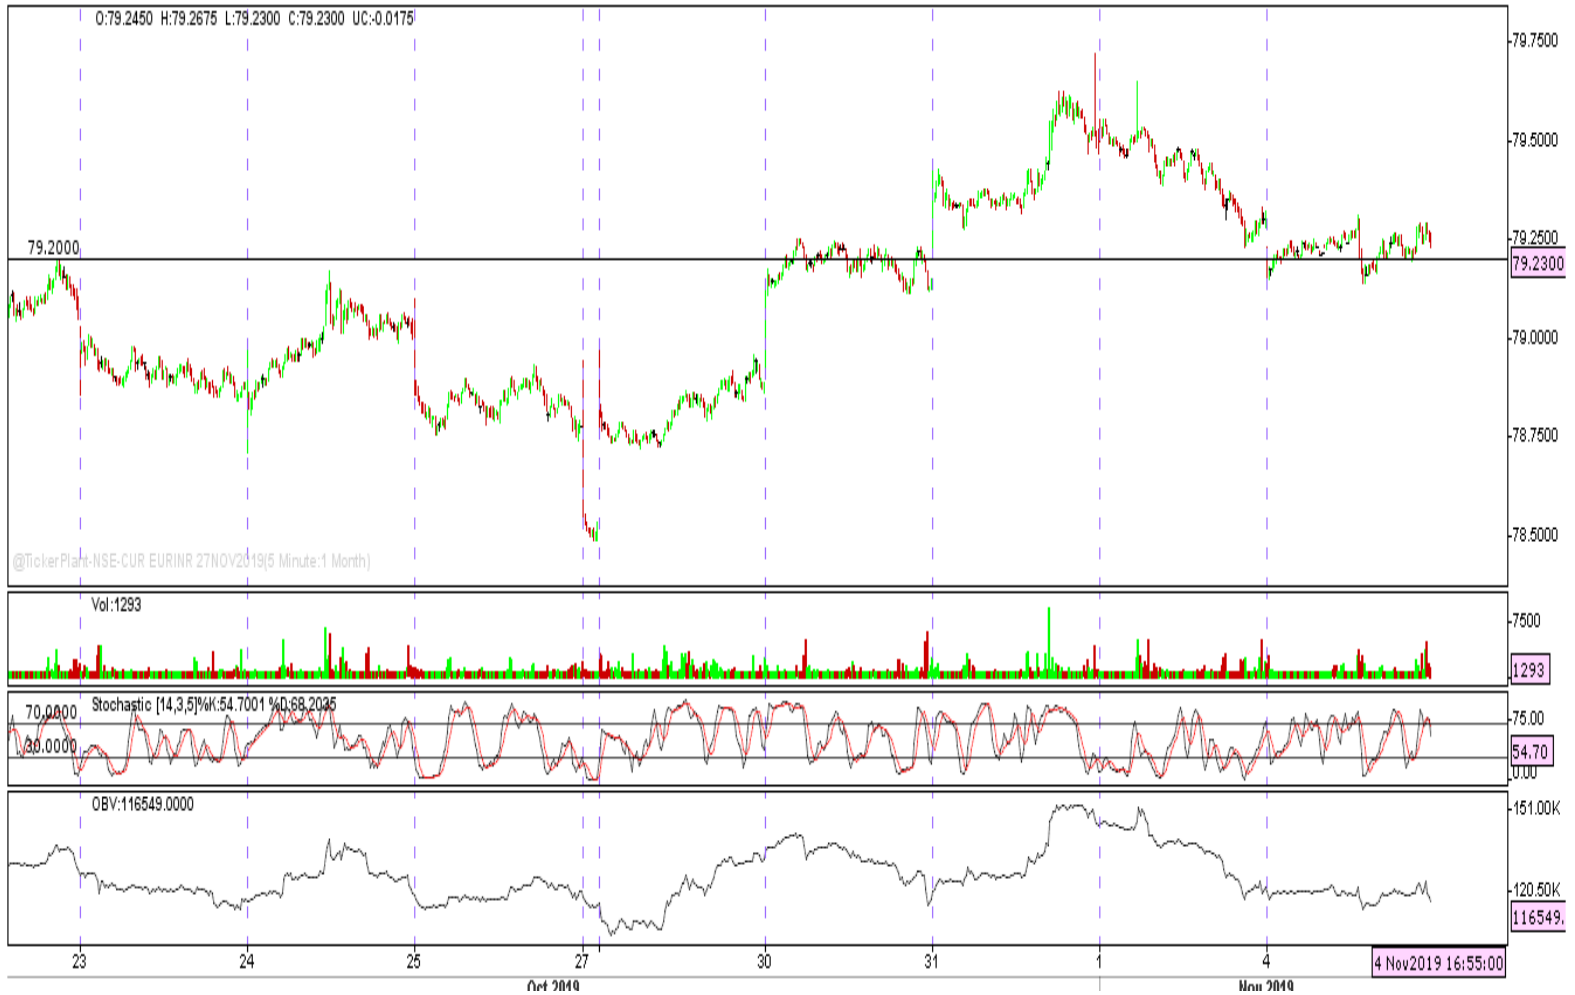 O:79.2450 H:79.2675 L:79.2300 C:79.2300 UC:-0.0175
79.7500
79.5000
79.2500
79.2000
79.2300
79.0000
78.7500
78.5000
@TickerPlant-NSE-CUR EURINR 27NOV2019(5 Minute:1 Month)
Vol:1293
7500
1293
Stochastic [14,3,5]%K:54.7001 %D:68.2035
70.0000
75.00
30.0000
54.70
0.00
OBV:116549.0000
151.00K
120.50K
116549.
23 24 25 27 30 31 1 4
4 Nov2019 16:55:00
Oct 2019 Nov 2019